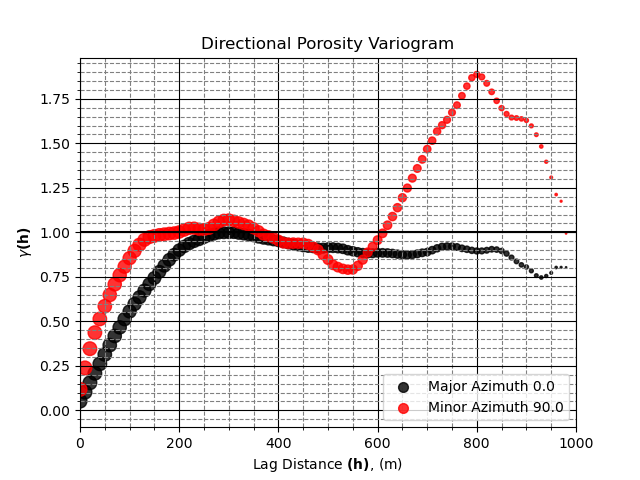 Directional Porosity Variogram
γ(h)
1.75
1.50
1.25
1.00
0.75
0.50
0.25
0.00
Major Azimuth 0.0
Minor Azimuth 90.0
0 200 400 600 800 1000
Lag Distance (h), (m)